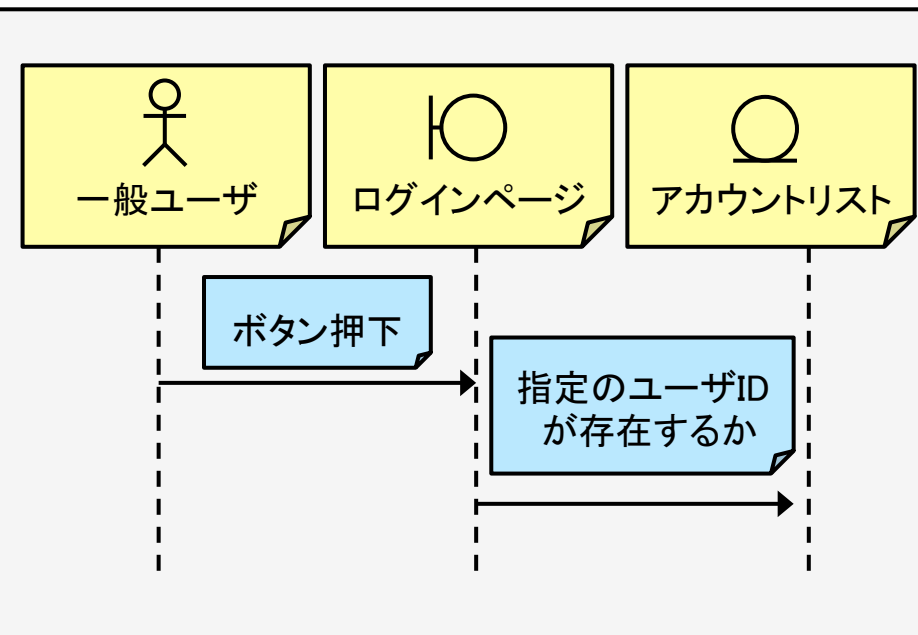 一般ユーザ
ログインページ
アカウントリスト
ボタン押下
指定のユーザID
が存在するか